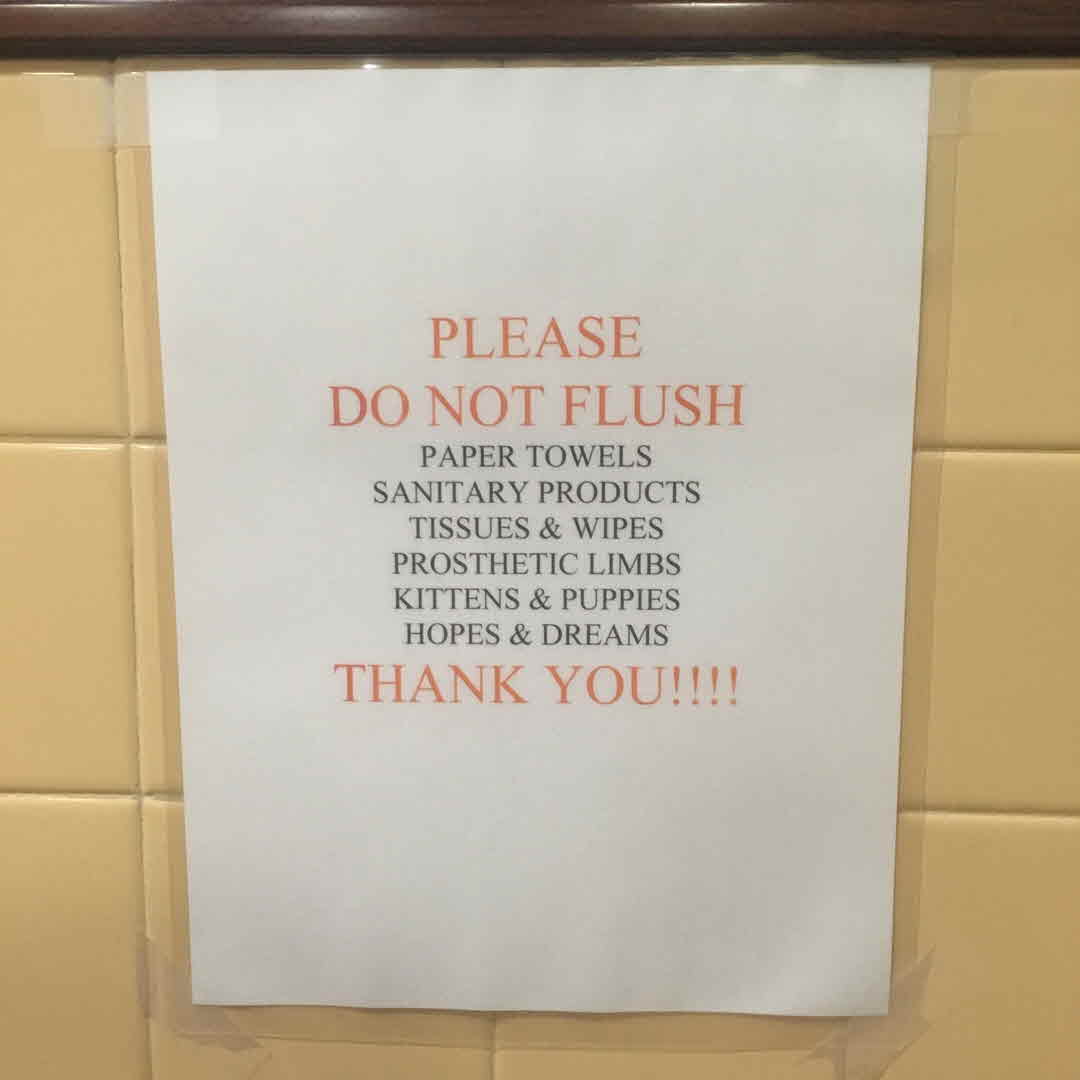 PLEASE
DO NOT FLUSH
PAPER TOWELS
SANITARY PRODUCTS
TISSUES & WIPES
PROSTHETIC LIMBS
KITTENS & PUPPIES
HOPES & DREAMS
THANK YOU!!!!